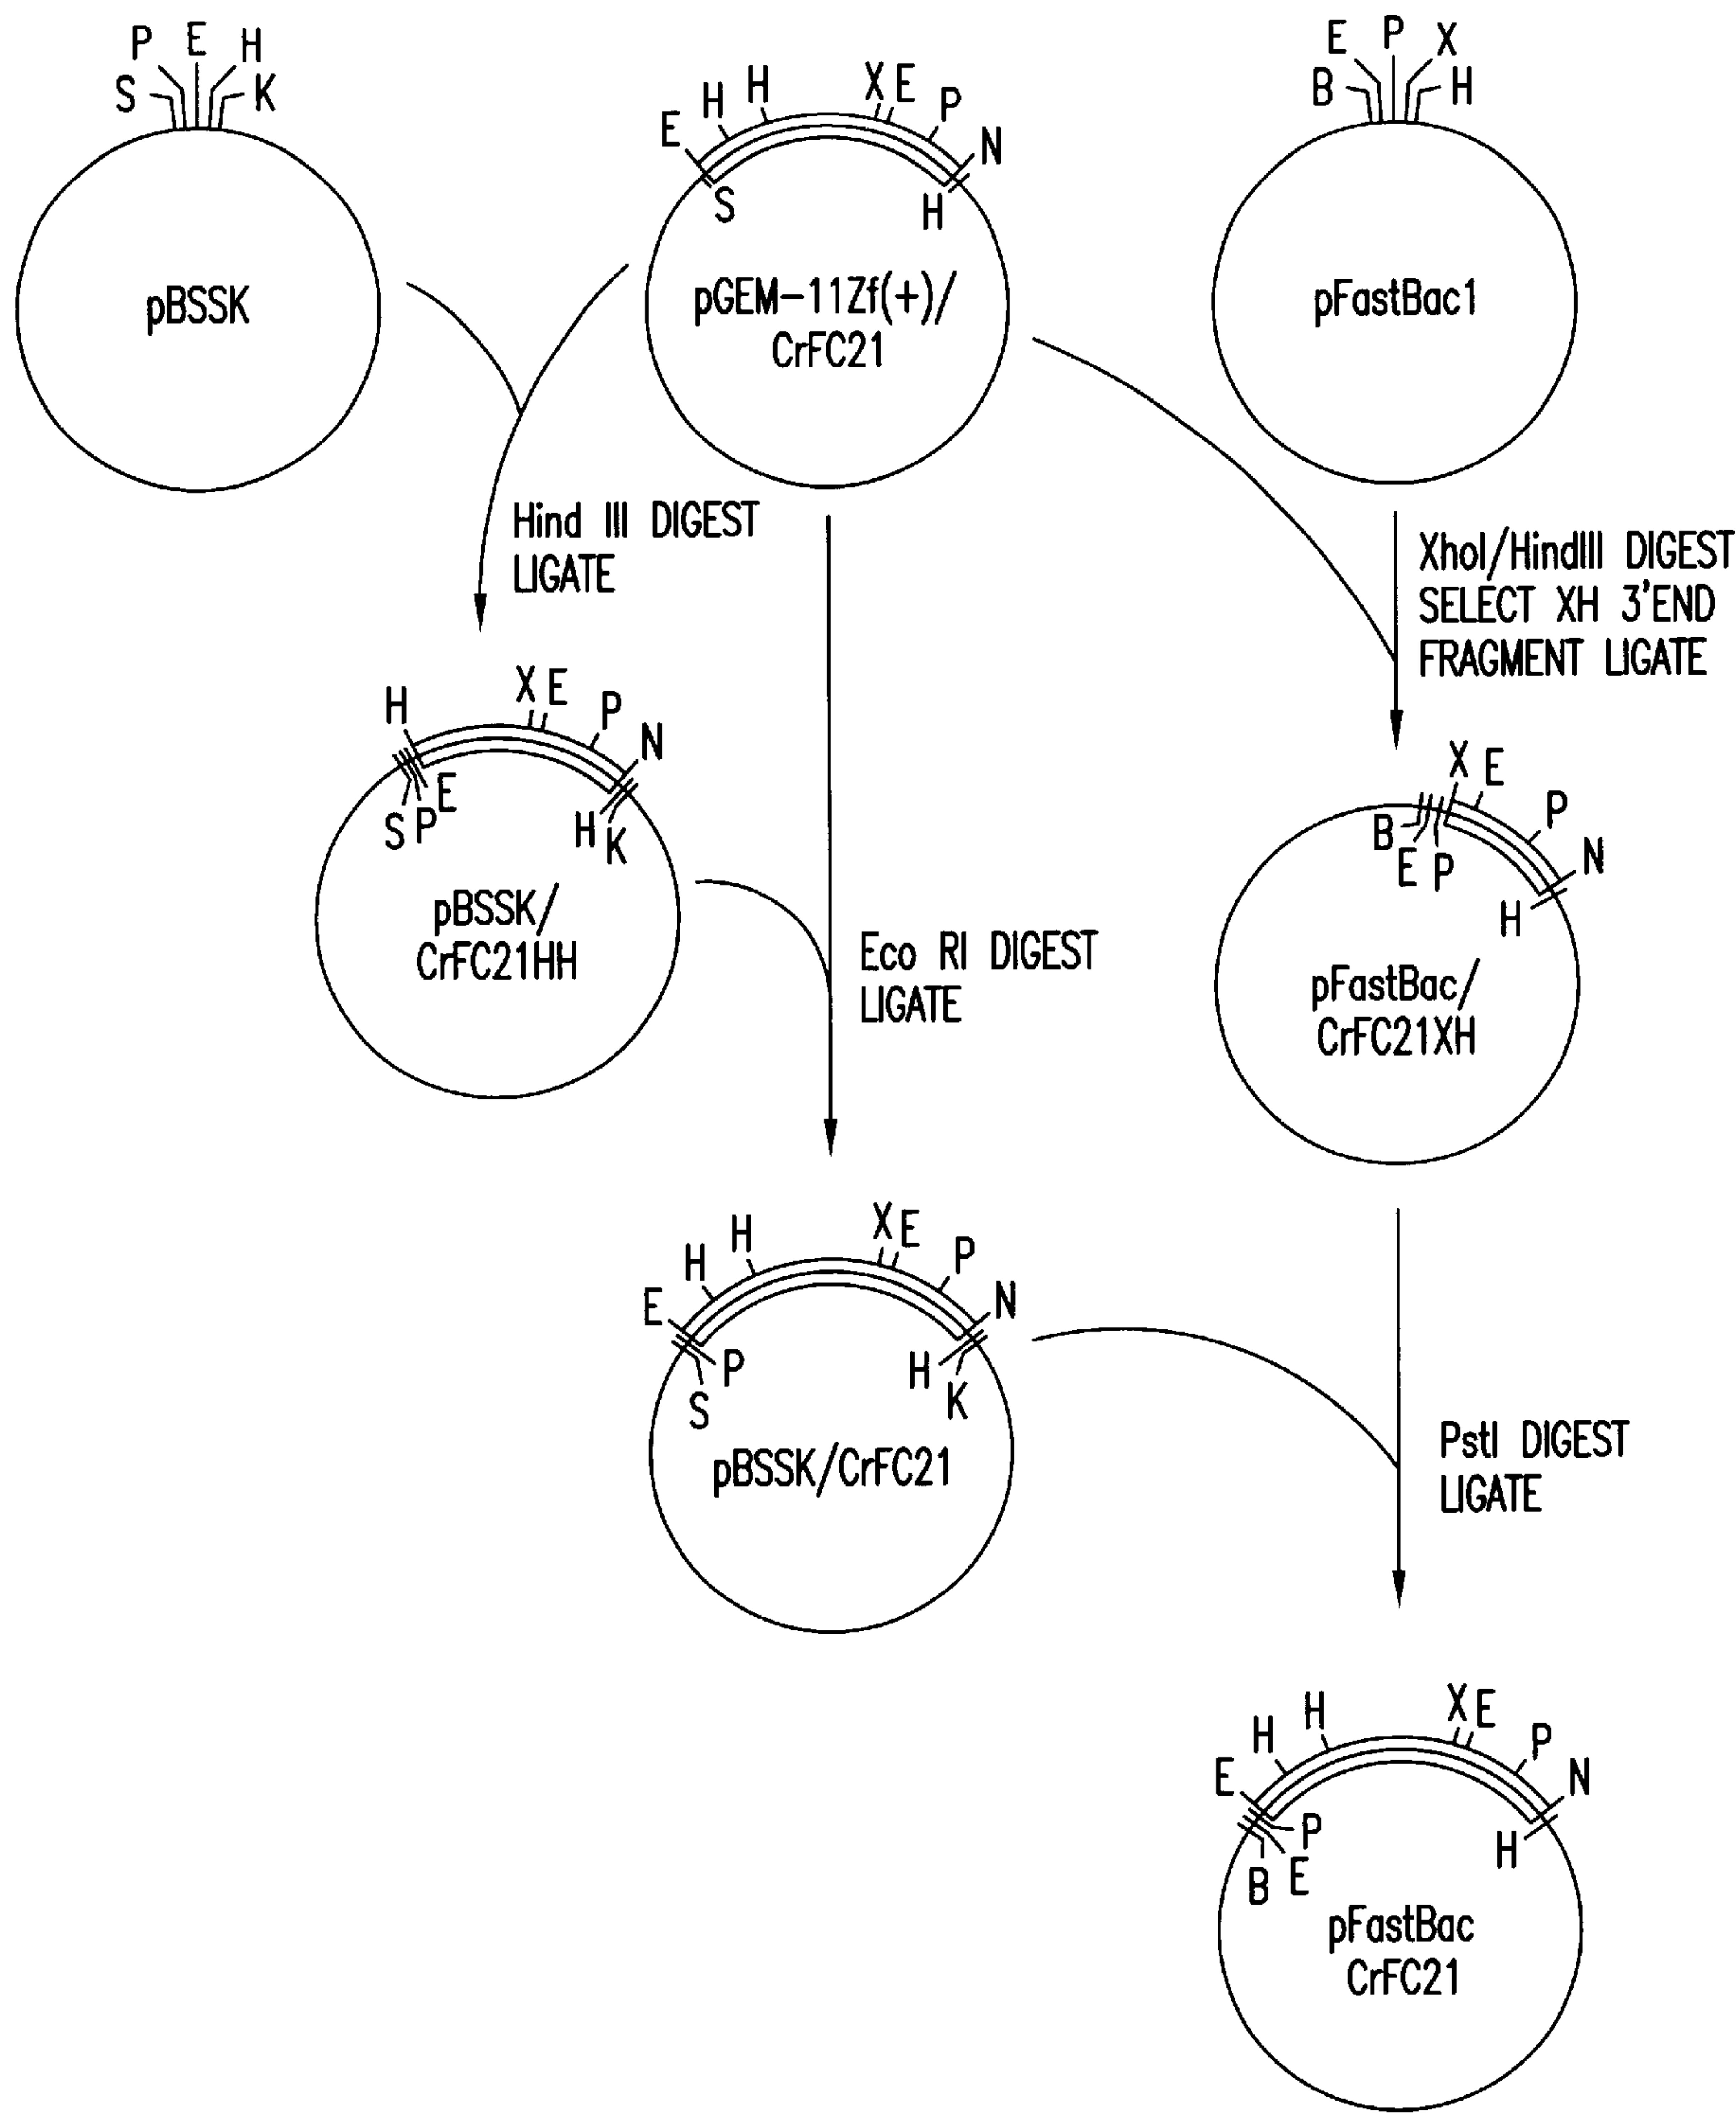 P E H
S K
pBSSK
E H H X E P N
S H
pGEM-11Zf(+)/
CrFC21
E P X
B H
pFastBac1
Hind III DIGEST
LIGATE
XhoI/HindIII DIGEST
SELECT XH 3'END
FRAGMENT LIGATE
H X E P N
S P E H K
pBSSK/
CrFC21HH
Eco RI DIGEST
LIGATE
X E P N
B E P H
pFastBac/
CrFC21XH
E H H X E P N
S P H K
pBSSK/CrFC21
PstI DIGEST
LIGATE
E H H X E P N
B E P H
pFastBac
CrFC21